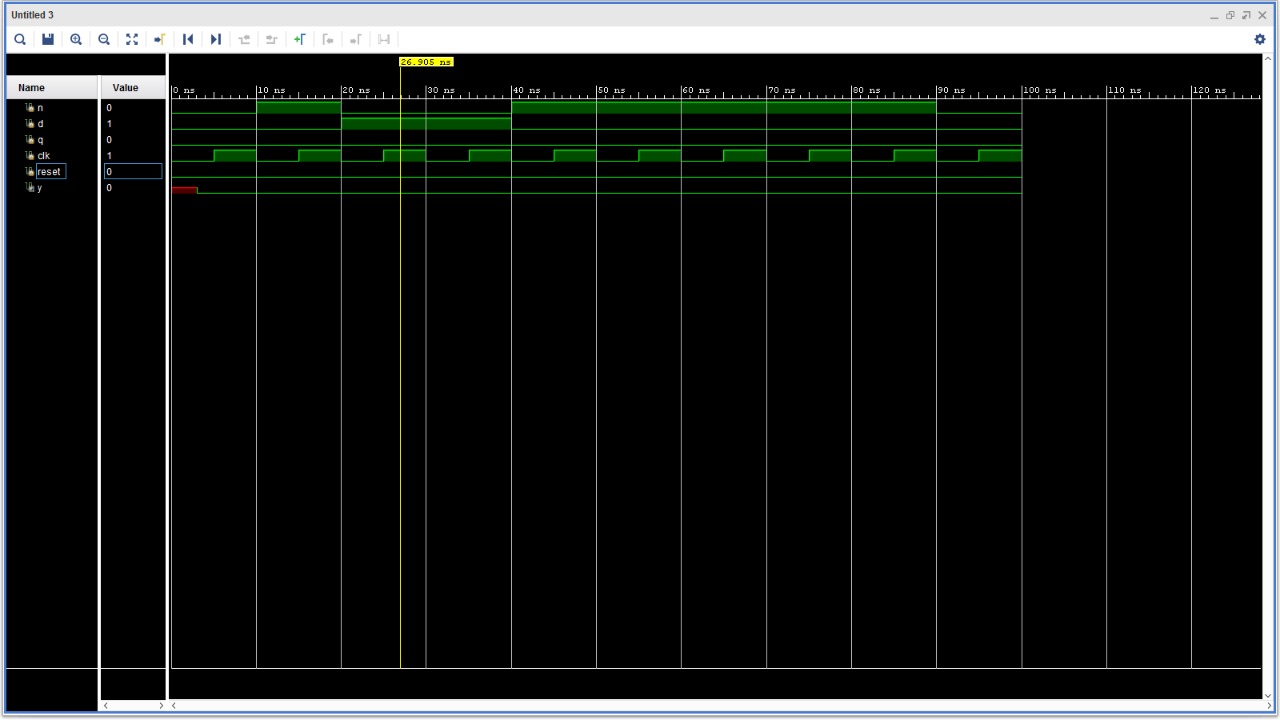 Untitled 3
26.905 ns
Name Value 0 ns 10 ns 20 ns 30 ns 40 ns 50 ns 60 ns 70 ns 80 ns 90 ns 100 ns 110 ns 120 ns
n 0
d 1
q 0
clk 1
reset 0
y 0